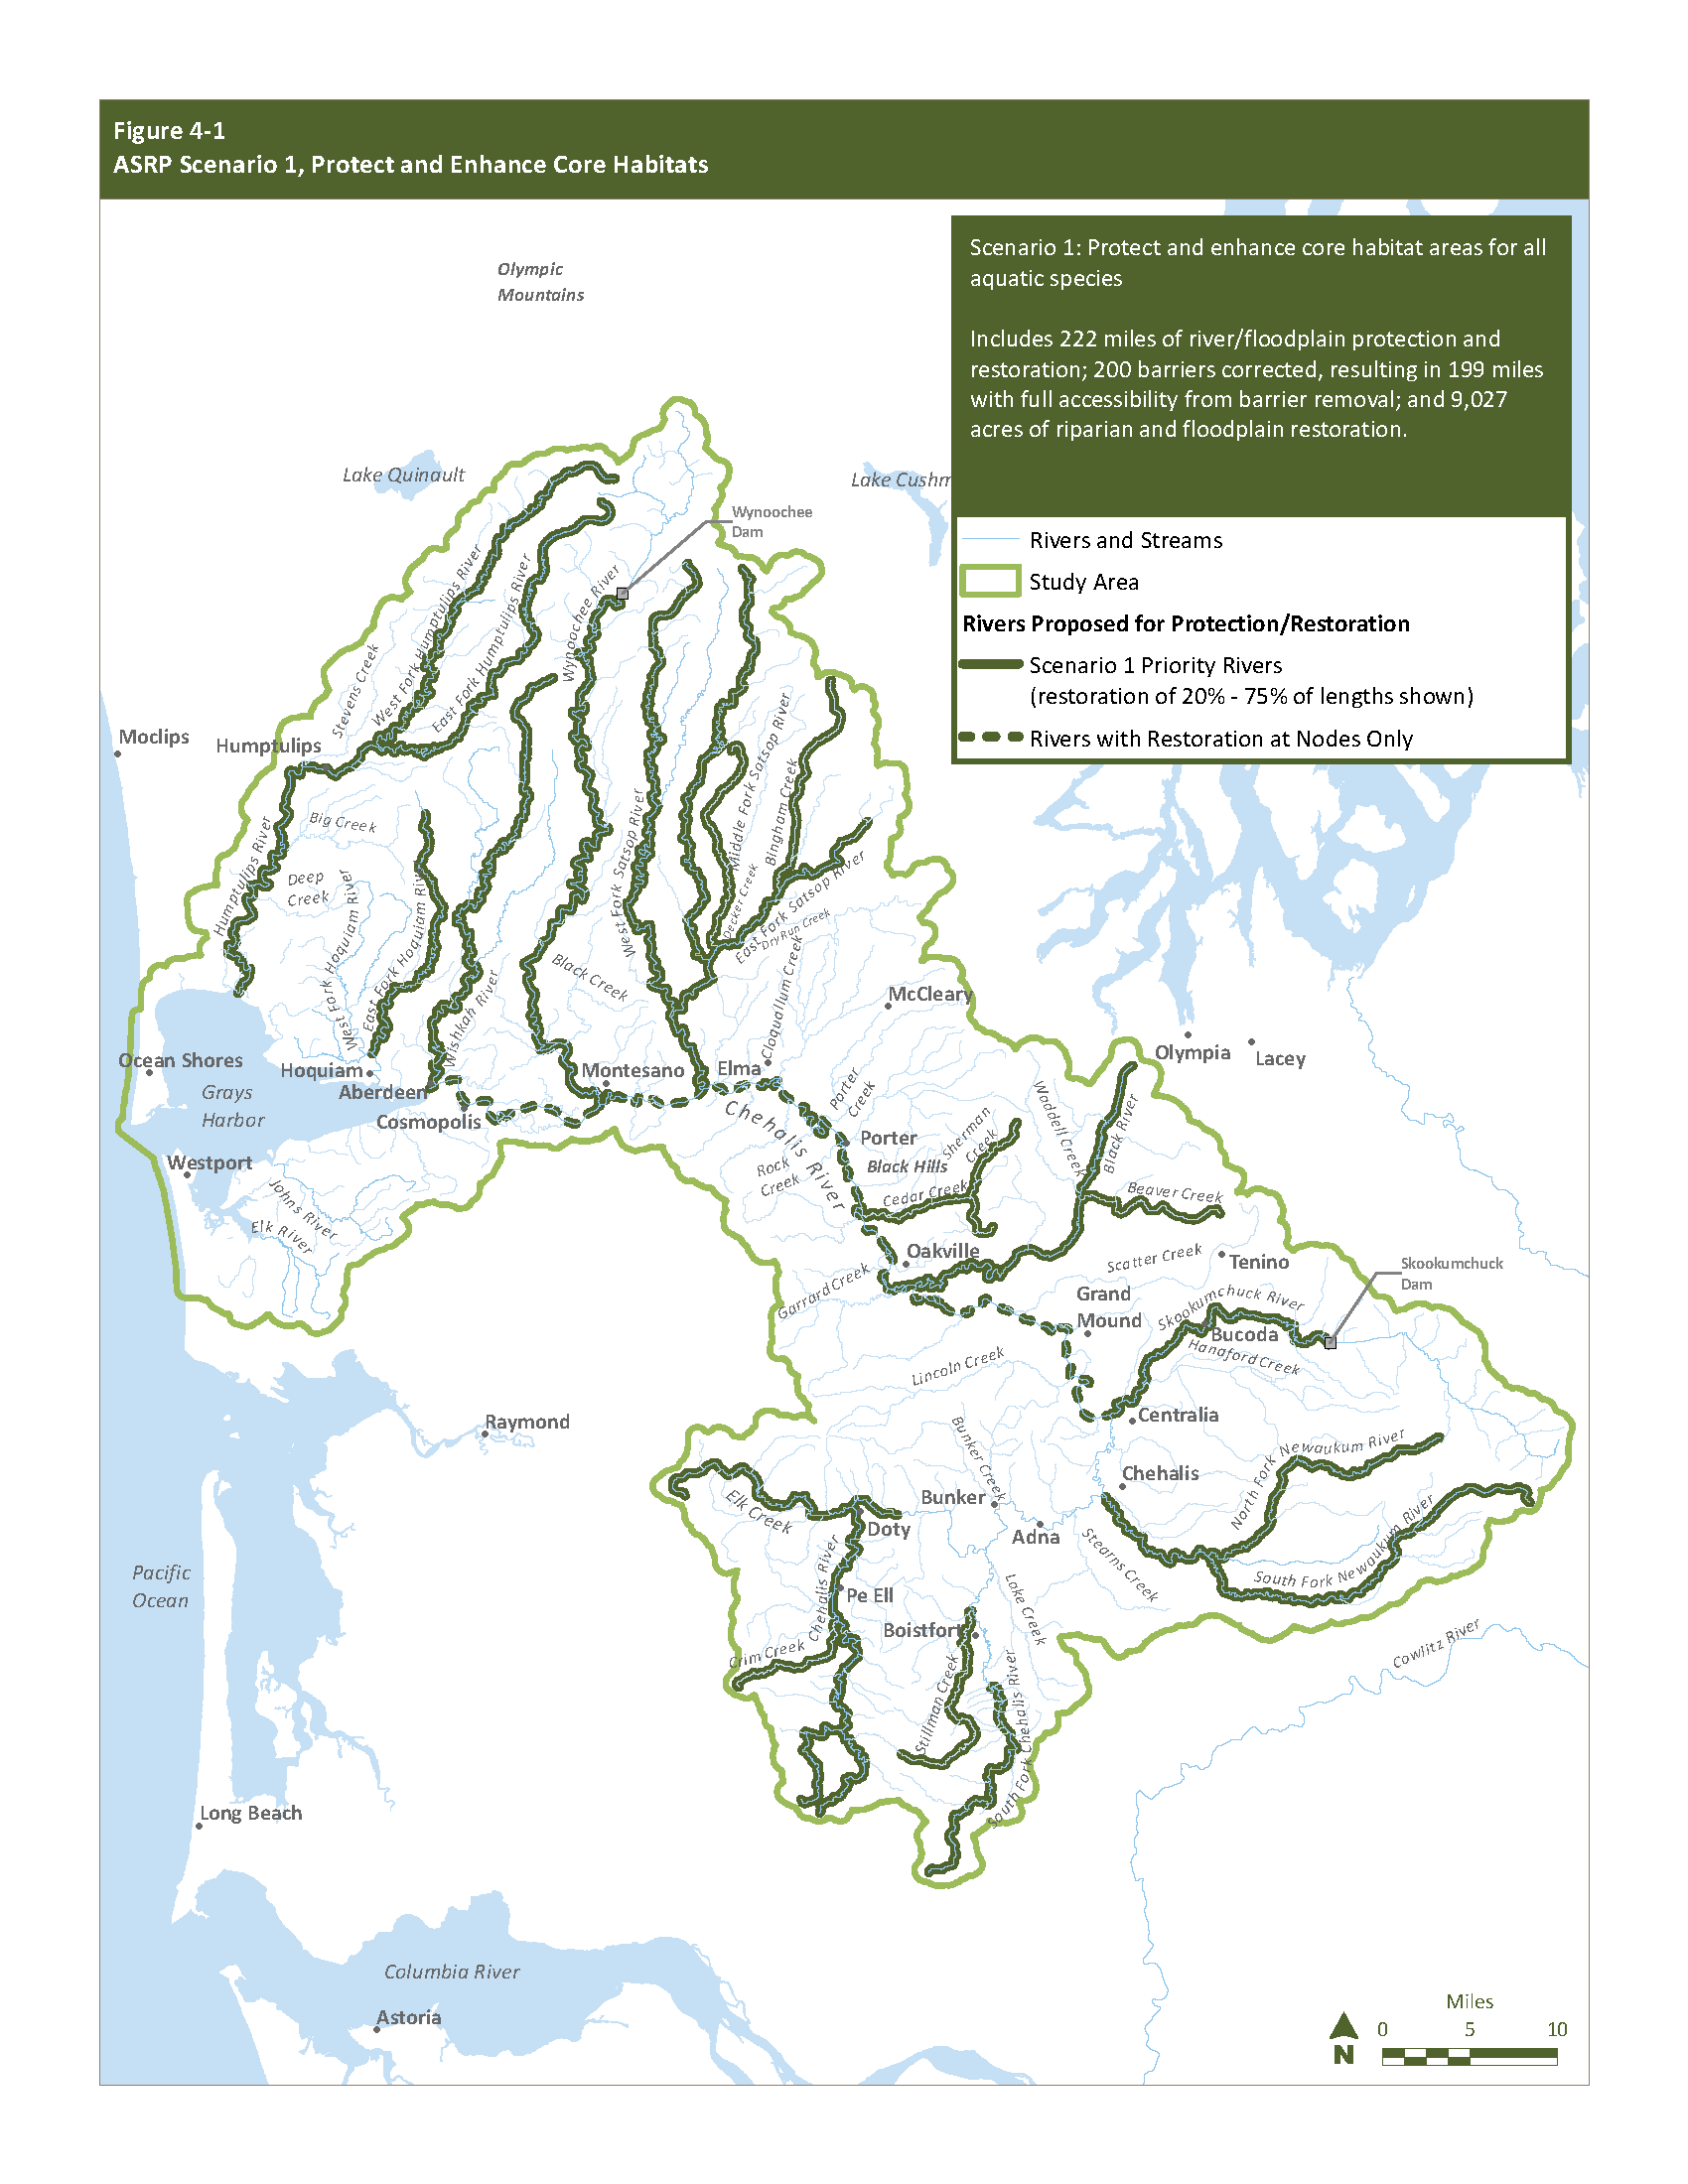 Figure 4-1
ASRP Scenario 1, Protect and Enhance Core Habitats
Scenario 1: Protect and enhance core habitat areas for all
aquatic species
Includes 222 miles of river/floodplain protection and
restoration; 200 barriers corrected, resulting in 199 miles
with full accessibility from barrier removal; and 9,027
acres of riparian and floodplain restoration.
Rivers and Streams
Study Area
Rivers Proposed for Protection/Restoration
Scenario 1 Priority Rivers
(restoration of 20% - 75% of lengths shown)
Rivers with Restoration at Nodes Only
Olympic
Mountains
Lake Quinault
Lake Cushm
Wynoochee
Dam
West Fork Humptulips River
East Fork Humptulips River
Wynoochee River
Stevens Creek
Moclips
Humptulips
Humptulips River
Big Creek
Deep
Creek
West Fork Hoquiam River
East Fork Hoquiam Riv
Wishkah River
Black Creek
West Fork Satsop River
Middle Fork Satsop River
Bingham Creek
Decker Creek
East Fork Satsop River
Dry Run Creek
Cloquallum Creek
McCleary
Ocean Shores
Grays
Harbor
Hoquiam
Aberdeen
Cosmopolis
Montesano
Elma
Olympia
Lacey
Westport
Johns River
Elk River
Chehalis River
Porter
Creek
Porter
Black Hills
Sherman
Creek
Rock
Creek
Cedar Creek
Waddell Creek
Black River
Beaver Creek
Oakville
Garrard Creek
Scatter Creek
Tenino
Grand
Mound
Skookumchuck River
Skookumchuck
Dam
Bucoda
Hanaford Creek
Lincoln Creek
Centralia
Raymond
Bunker Creek
Chehalis
North Fork Newaukum River
South Fork Newaukum River
Elk Creek
Bunker
Doty
Adna
Stearns Creek
Pacific
Ocean
Chehalis River
Pe Ell
Lake Creek
Boistfort
Crim Creek
Stillman Creek
South Fork Chehalis River
Cowlitz River
Long Beach
Columbia River
Astoria
Miles
0 5 10
N